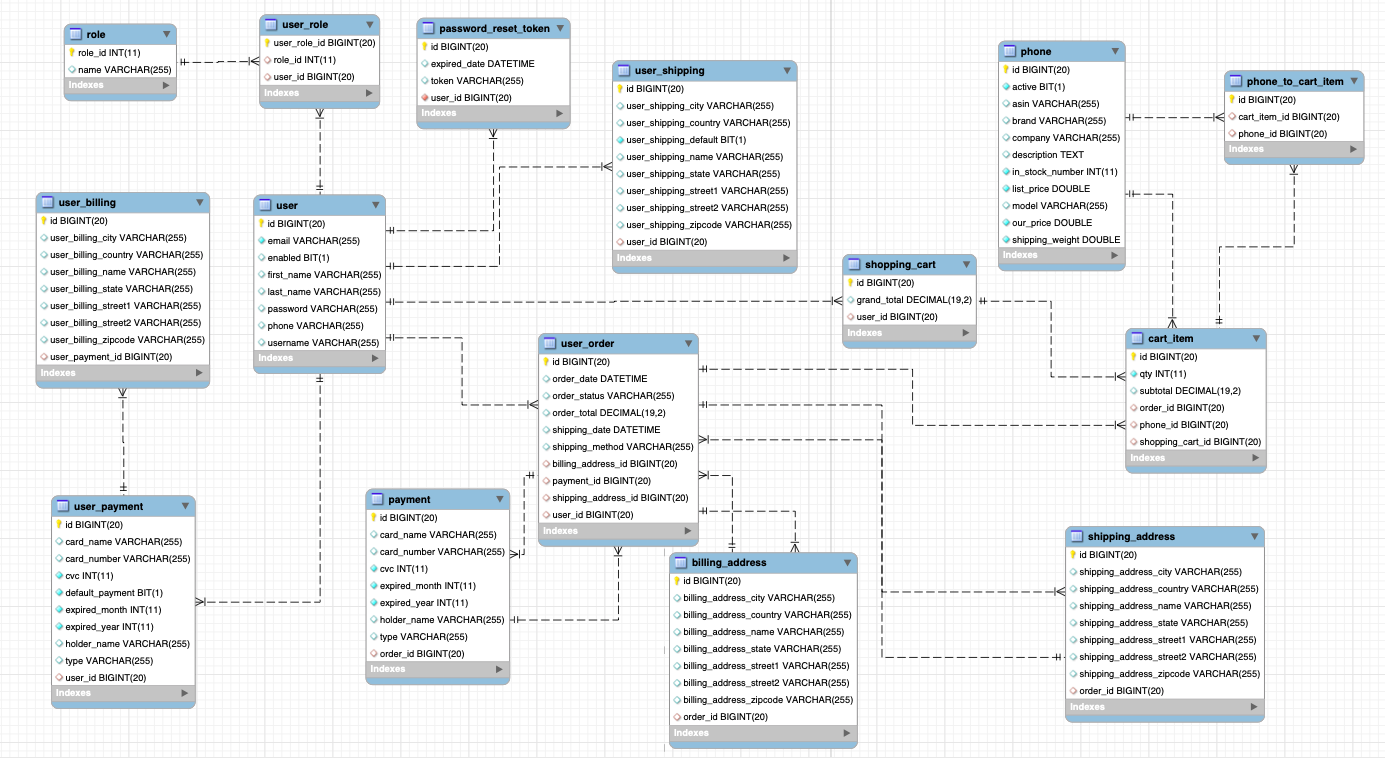 role
role_id INT(11)
name VARCHAR(255)
Indexes
user_role
user_role_id BIGINT(20)
role_id INT(11)
user_id BIGINT(20)
Indexes
password_reset_token
id BIGINT(20)
expired_date DATETIME
token VARCHAR(255)
user_id BIGINT(20)
Indexes
user_shipping
id BIGINT(20)
user_shipping_city VARCHAR(255)
user_shipping_country VARCHAR(255)
user_shipping_default BIT(1)
user_shipping_name VARCHAR(255)
user_shipping_state VARCHAR(255)
user_shipping_street1 VARCHAR(255)
user_shipping_street2 VARCHAR(255)
user_shipping_zipcode VARCHAR(255)
user_id BIGINT(20)
Indexes
phone
id BIGINT(20)
active BIT(1)
asin VARCHAR(255)
brand VARCHAR(255)
company VARCHAR(255)
description TEXT
in_stock_number INT(11)
list_price DOUBLE
model VARCHAR(255)
our_price DOUBLE
shipping_weight DOUBLE
Indexes
phone_to_cart_item
id BIGINT(20)
cart_item_id BIGINT(20)
phone_id BIGINT(20)
Indexes
user_billing
id BIGINT(20)
user_billing_city VARCHAR(255)
user_billing_country VARCHAR(255)
user_billing_name VARCHAR(255)
user_billing_state VARCHAR(255)
user_billing_street1 VARCHAR(255)
user_billing_street2 VARCHAR(255)
user_billing_zipcode VARCHAR(255)
user_payment_id BIGINT(20)
Indexes
user
id BIGINT(20)
email VARCHAR(255)
enabled BIT(1)
first_name VARCHAR(255)
last_name VARCHAR(255)
password VARCHAR(255)
phone VARCHAR(255)
username VARCHAR(255)
Indexes
shopping_cart
id BIGINT(20)
grand_total DECIMAL(19,2)
user_id BIGINT(20)
Indexes
user_order
id BIGINT(20)
order_date DATETIME
order_status VARCHAR(255)
order_total DECIMAL(19,2)
shipping_date DATETIME
shipping_method VARCHAR(255)
billing_address_id BIGINT(20)
payment_id BIGINT(20)
shipping_address_id BIGINT(20)
user_id BIGINT(20)
Indexes
cart_item
id BIGINT(20)
qty INT(11)
subtotal DECIMAL(19,2)
order_id BIGINT(20)
phone_id BIGINT(20)
shopping_cart_id BIGINT(20)
Indexes
user_payment
id BIGINT(20)
card_name VARCHAR(255)
card_number VARCHAR(255)
cvc INT(11)
default_payment BIT(1)
expired_month INT(11)
expired_year INT(11)
holder_name VARCHAR(255)
type VARCHAR(255)
user_id BIGINT(20)
Indexes
payment
id BIGINT(20)
card_name VARCHAR(255)
card_number VARCHAR(255)
cvc INT(11)
expired_month INT(11)
expired_year INT(11)
holder_name VARCHAR(255)
type VARCHAR(255)
order_id BIGINT(20)
Indexes
billing_address
id BIGINT(20)
billing_address_city VARCHAR(255)
billing_address_country VARCHAR(255)
billing_address_name VARCHAR(255)
billing_address_state VARCHAR(255)
billing_address_street1 VARCHAR(255)
billing_address_street2 VARCHAR(255)
billing_address_zipcode VARCHAR(255)
order_id BIGINT(20)
Indexes
shipping_address
id BIGINT(20)
shipping_address_city VARCHAR(255)
shipping_address_country VARCHAR(255)
shipping_address_name VARCHAR(255)
shipping_address_state VARCHAR(255)
shipping_address_street1 VARCHAR(255)
shipping_address_street2 VARCHAR(255)
shipping_address_zipcode VARCHAR(255)
order_id BIGINT(20)
Indexes